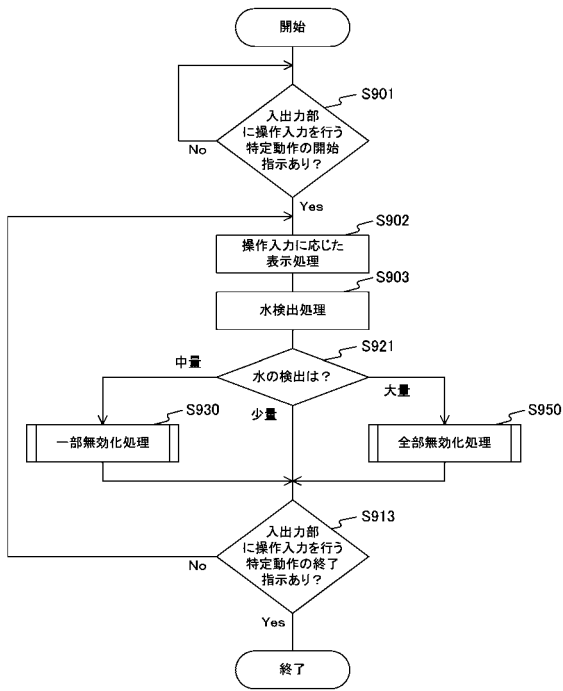 開始
S901
入出力部
に操作入力を行う
特定動作の開始
指示あり？
No
Yes
S902
操作入力に応じた
表示処理
S903
水検出処理
S921
水の検出は？
中量
大量
少量
S930
一部無効化処理
S950
全部無効化処理
S913
入出力部
に操作入力を行う
特定動作の終了
指示あり？
No
Yes
終了